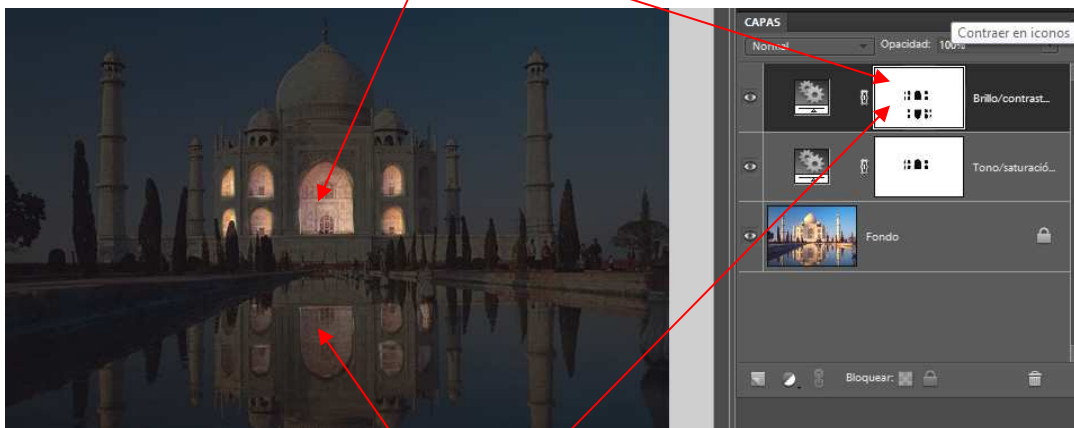 CAPAS
Contraer en iconos
Normal Opacidad: 100%
Brillo/contrast...
Tono/saturació...
Fondo
Bloquear: